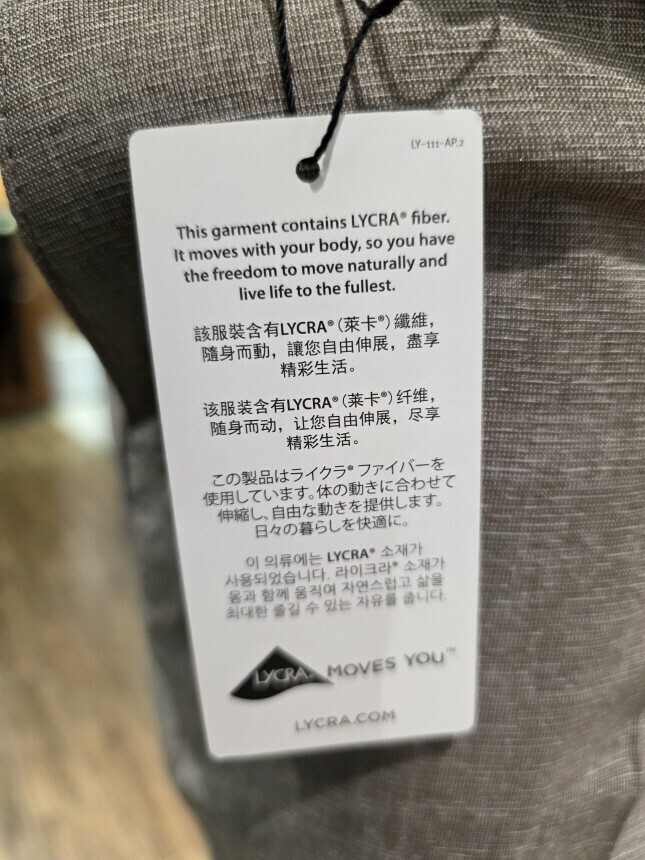 LY-111-AP.2
This garment contains LYCRA® fiber.
It moves with your body, so you have
the freedom to move naturally and
live life to the fullest.
該服裝含有LYCRA®（萊卡®）纖維，
隨身而動，讓您自由伸展，盡享
精彩生活。
该服装含有LYCRA®（莱卡®）纤维，
随身而动，让您自由伸展，尽享
精彩生活。
この製品はライクラ® ファイバーを
使用しています。体の動きに合わせて
伸縮し、自由な動きを提供します。
日々の暮らしを快適に。
이 의류에는 LYCRA® 소재가
사용되었습니다. 라이크라® 소재가
몸과 함께 움직여 자연스럽고 삶을
최대한 즐길 수 있는 자유를 줍니다.
LYCRA® MOVES YOU™
LYCRA.COM